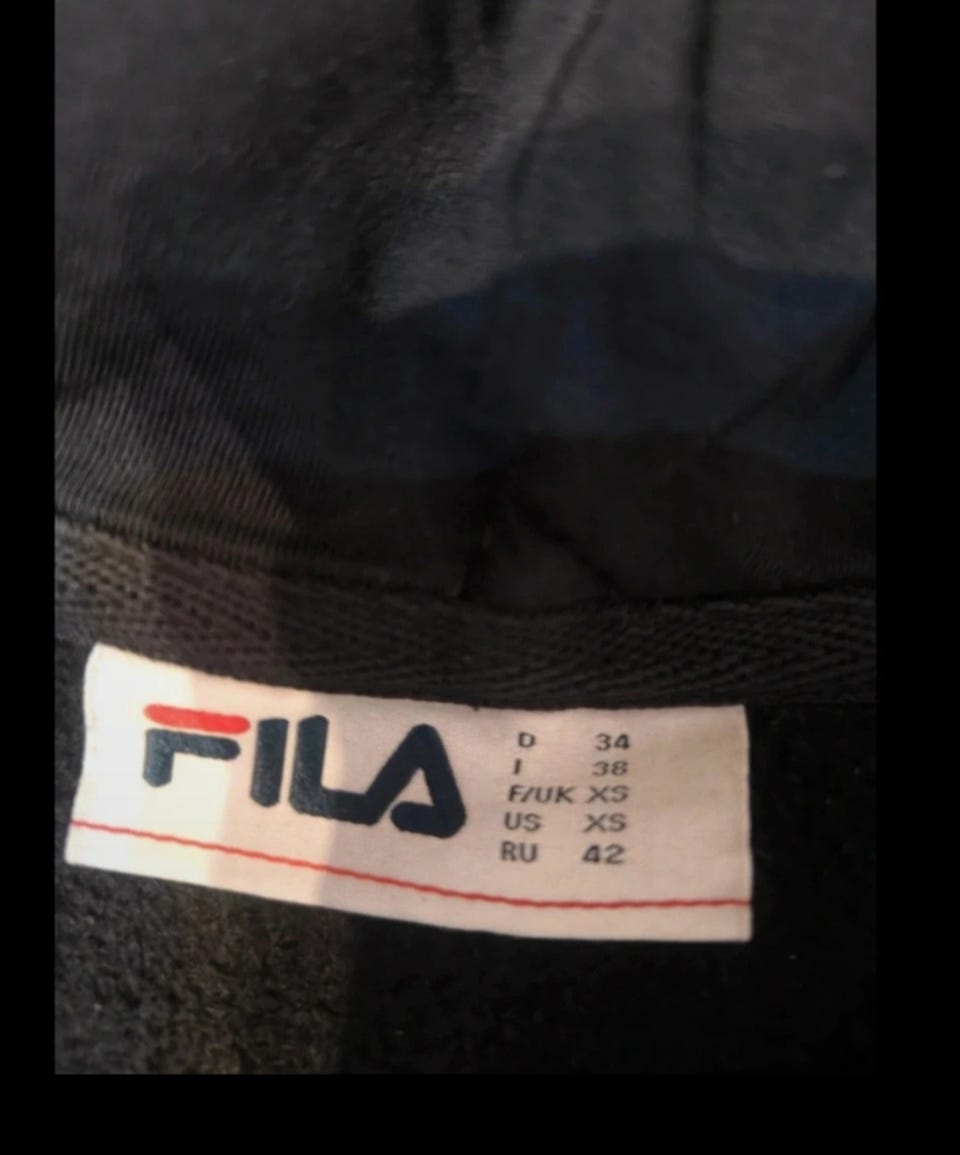 FILA
D 34
I 38
F/UK XS
US XS
RU 42